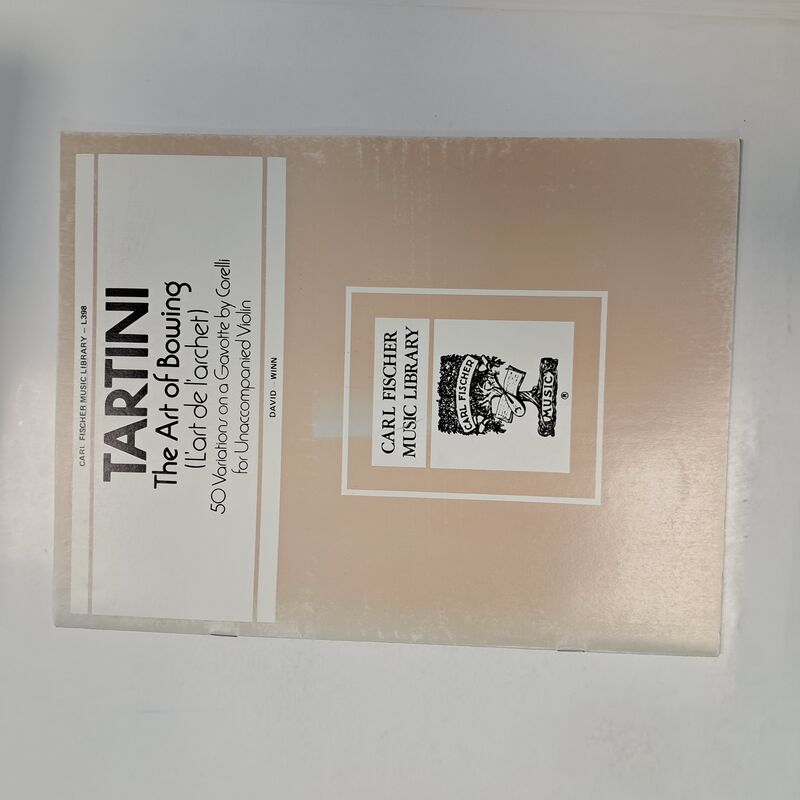 CARL FISCHER MUSIC LIBRARY – L398
TARTINI
The Art of Bowing
(L'art de l'archet)
50 Variations on a Gavotte by Corelli
for Unaccompanied Violin
DAVID – WINN
CARL FISCHER
MUSIC LIBRARY
CARL FISCHER
MUSIC
®